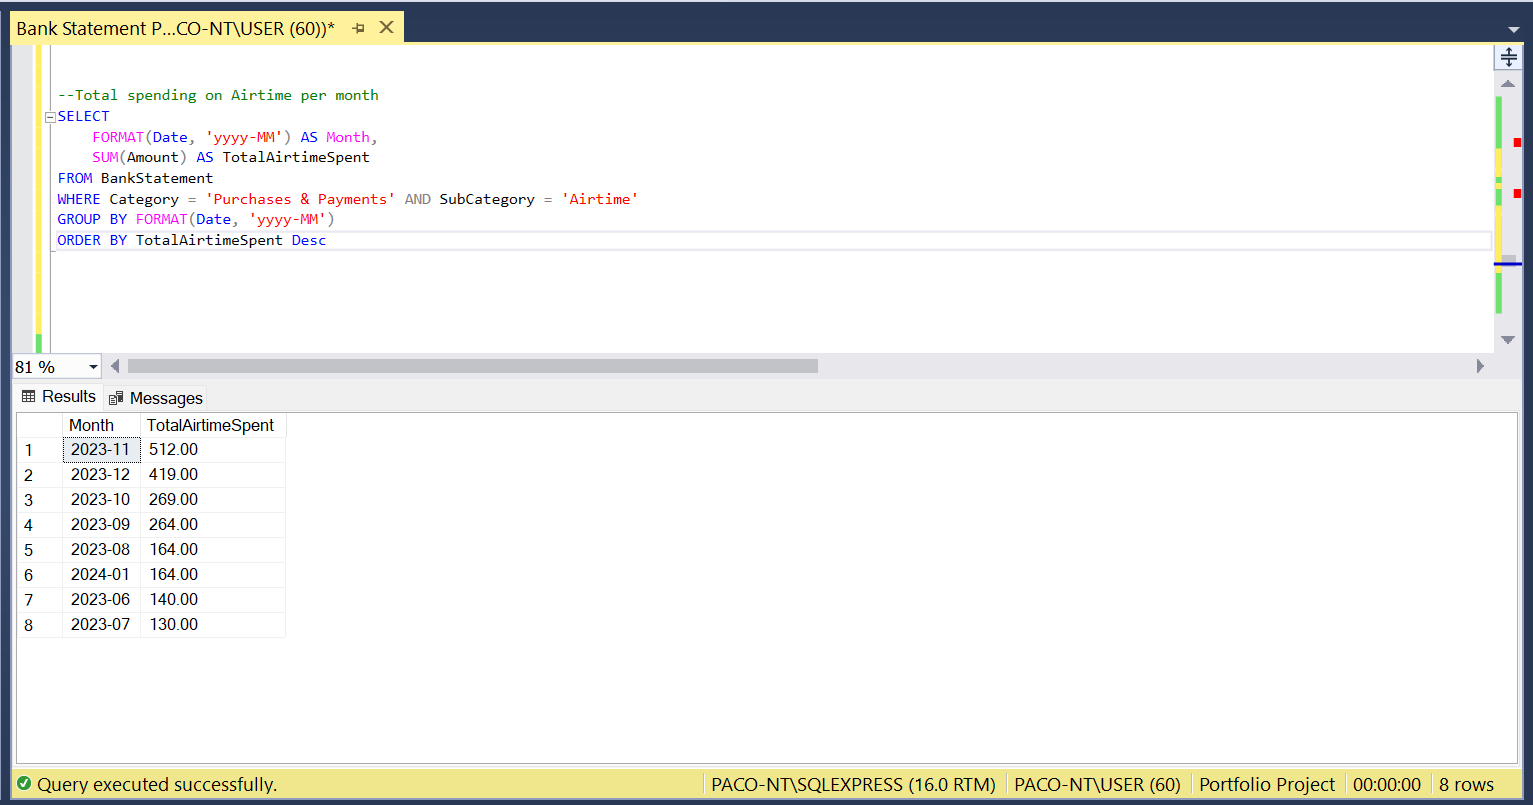 Bank Statement P...CO-NT\USER (60))*
--Total spending on Airtime per month
SELECT
FORMAT(Date, 'yyyy-MM') AS Month,
SUM(Amount) AS TotalAirtimeSpent
FROM BankStatement
WHERE Category = 'Purchases & Payments' AND SubCategory = 'Airtime'
GROUP BY FORMAT(Date, 'yyyy-MM')
ORDER BY TotalAirtimeSpent Desc
81 %
Results Messages
Month TotalAirtimeSpent
1 2023-11 512.00
2 2023-12 419.00
3 2023-10 269.00
4 2023-09 264.00
5 2023-08 164.00
6 2024-01 164.00
7 2023-06 140.00
8 2023-07 130.00
Query executed successfully. PACO-NT\SQLEXPRESS (16.0 RTM) PACO-NT\USER (60) Portfolio Project 00:00:00 8 rows